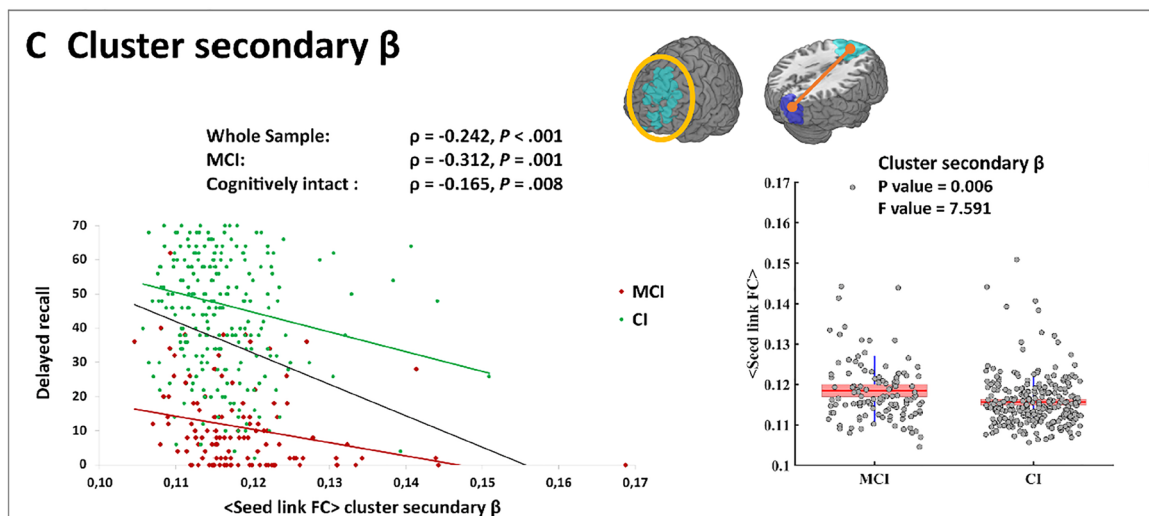 C Cluster secondary β
Whole Sample: ρ = -0.242, P < .001
MCI: ρ = -0.312, P = .001
Cognitively intact : ρ = -0.165, P = .008
Delayed recall
70
60
50
40
30
20
10
0
0,10 0,11 0,12 0,13 0,14 0,15 0,16 0,17
<Seed link FC> cluster secundary β
MCI
CI
Cluster secondary β
P value = 0.006
F value = 7.591
<Seed link FC>
0.17
0.16
0.15
0.14
0.13
0.12
0.11
0.1
MCI CI